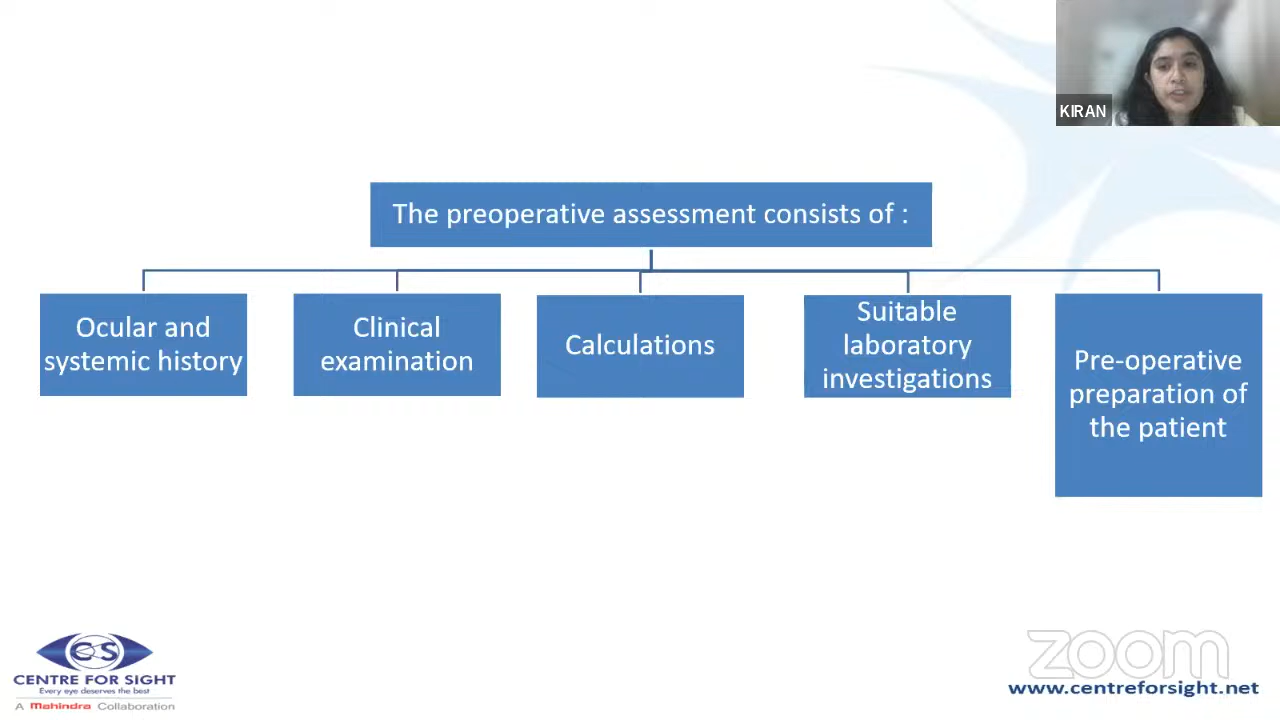 KIRAN
The preoperative assessment consists of :
Ocular and
systemic history
Clinical
examination
Calculations
Suitable
laboratory
investigations
Pre-operative
preparation of
the patient
CS
CENTRE FOR SIGHT
Every eye deserves the best
A Mahindra Collaboration
zoom
www.centreforsight.net